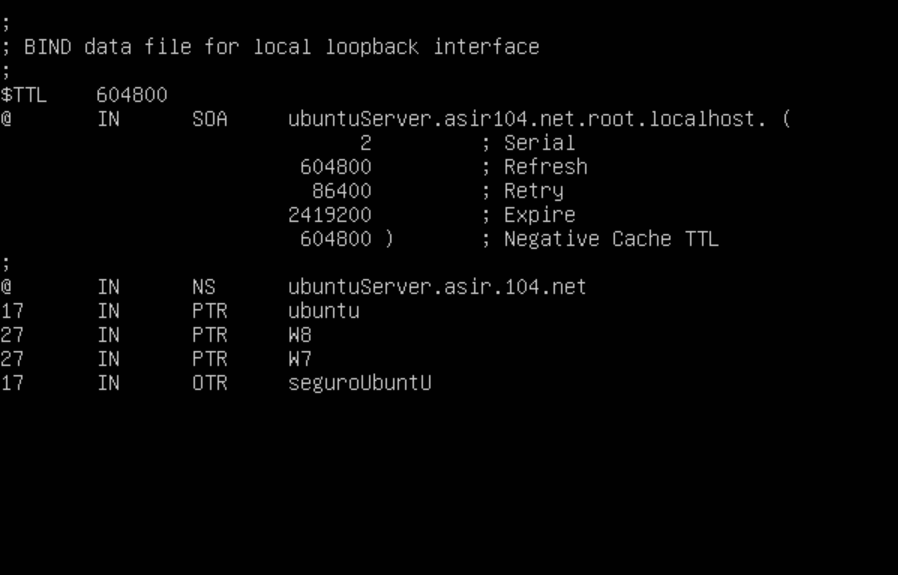 ;
; BIND data file for local loopback interface
;
$TTL    604800
@       IN      SOA     ubuntuServer.asir104.net.root.localhost. (
                              2         ; Serial
                         604800         ; Refresh
                          86400         ; Retry
                        2419200         ; Expire
                         604800 )       ; Negative Cache TTL
;
@       IN      NS      ubuntuServer.asir.104.net
17      IN      PTR     ubuntu
27      IN      PTR     W8
27      IN      PTR     W7
17      IN      OTR     seguroUbuntU